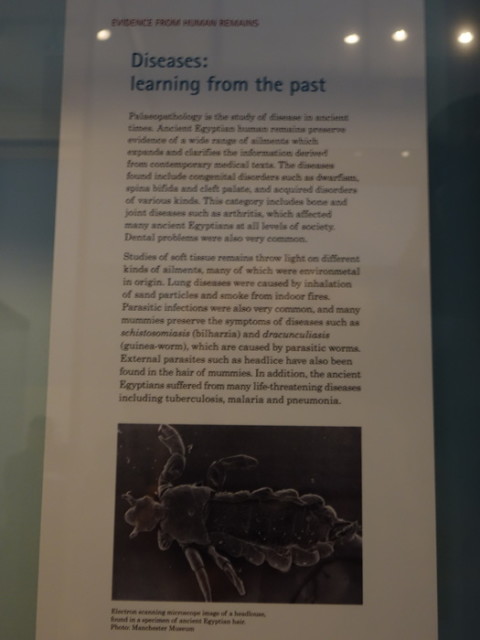 EVIDENCE FROM HUMAN REMAINS
Diseases:
learning from the past
Palaeopathology is the study of disease in ancient
times. Ancient Egyptian human remains preserve
evidence of a wide range of ailments which
expands and clarifies the information derived
from contemporary medical texts. The diseases
found include congenital disorders such as dwarfism,
spina bifida and cleft palate, and acquired disorders
of various kinds. This category includes bone and
joint diseases such as arthritis, which affected
many ancient Egyptians at all levels of society.
Dental problems were also very common.
Studies of soft tissue remains throw light on different
kinds of ailments, many of which were environmetal
in origin. Lung diseases were caused by inhalation
of sand particles and smoke from indoor fires.
Parasitic infections were also very common, and many
mummies preserve the symptoms of diseases such as
schistosomiasis (bilharzia) and dracunculiasis
(guinea-worm), which are caused by parasitic worms.
External parasites such as headlice have also been
found in the hair of mummies. In addition, the ancient
Egyptians suffered from many life-threatening diseases
including tuberculosis, malaria and pneumonia.
Electron scanning microscope image of a headlouse,
found in a specimen of ancient Egyptian hair.
Photo: Manchester Museum